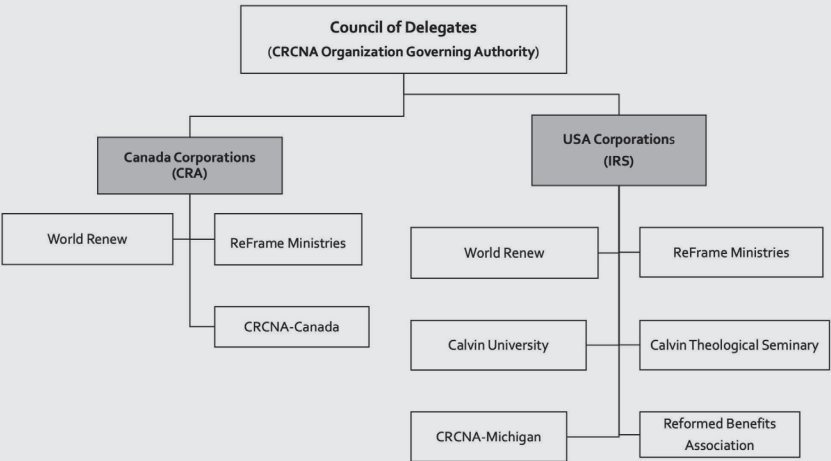 Council of Delegates
(CRCNA Organization Governing Authority)
Canada Corporations
(CRA)
USA Corporations
(IRS)
World Renew
ReFrame Ministries
CRCNA-Canada
World Renew
ReFrame Ministries
Calvin University
Calvin Theological Seminary
CRCNA-Michigan
Reformed Benefits
Association